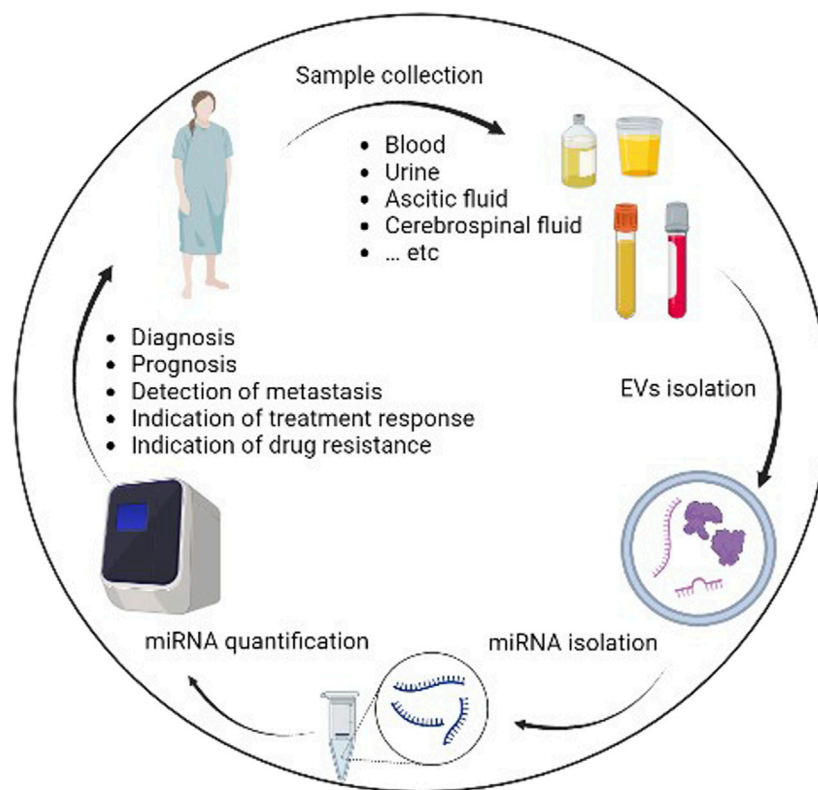 Sample collection
• Blood
• Urine
• Ascitic fluid
• Cerebrospinal fluid
• ... etc
EVs isolation
miRNA isolation
miRNA quantification
• Diagnosis
• Prognosis
• Detection of metastasis
• Indication of treatment response
• Indication of drug resistance